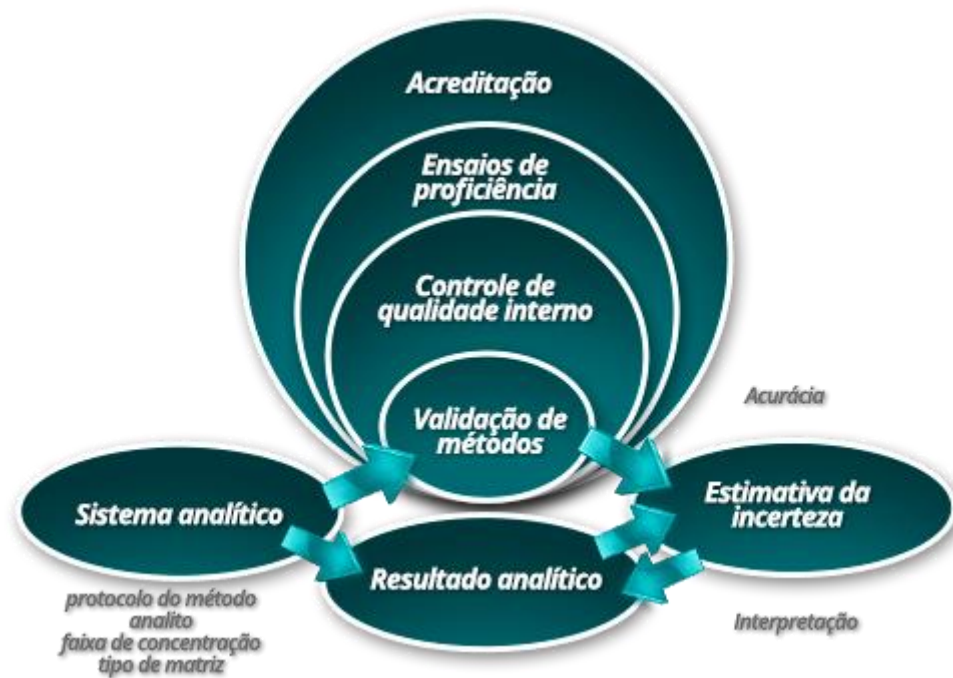 Acreditação
Ensaios de
proficiência
Controle de
qualidade interno
Validação de
métodos
Acurácia
Sistema analítico
Estimativa da
incerteza
Resultado analítico
protocolo do método
analito
faixa de concentração
tipo de matriz
Interpretação